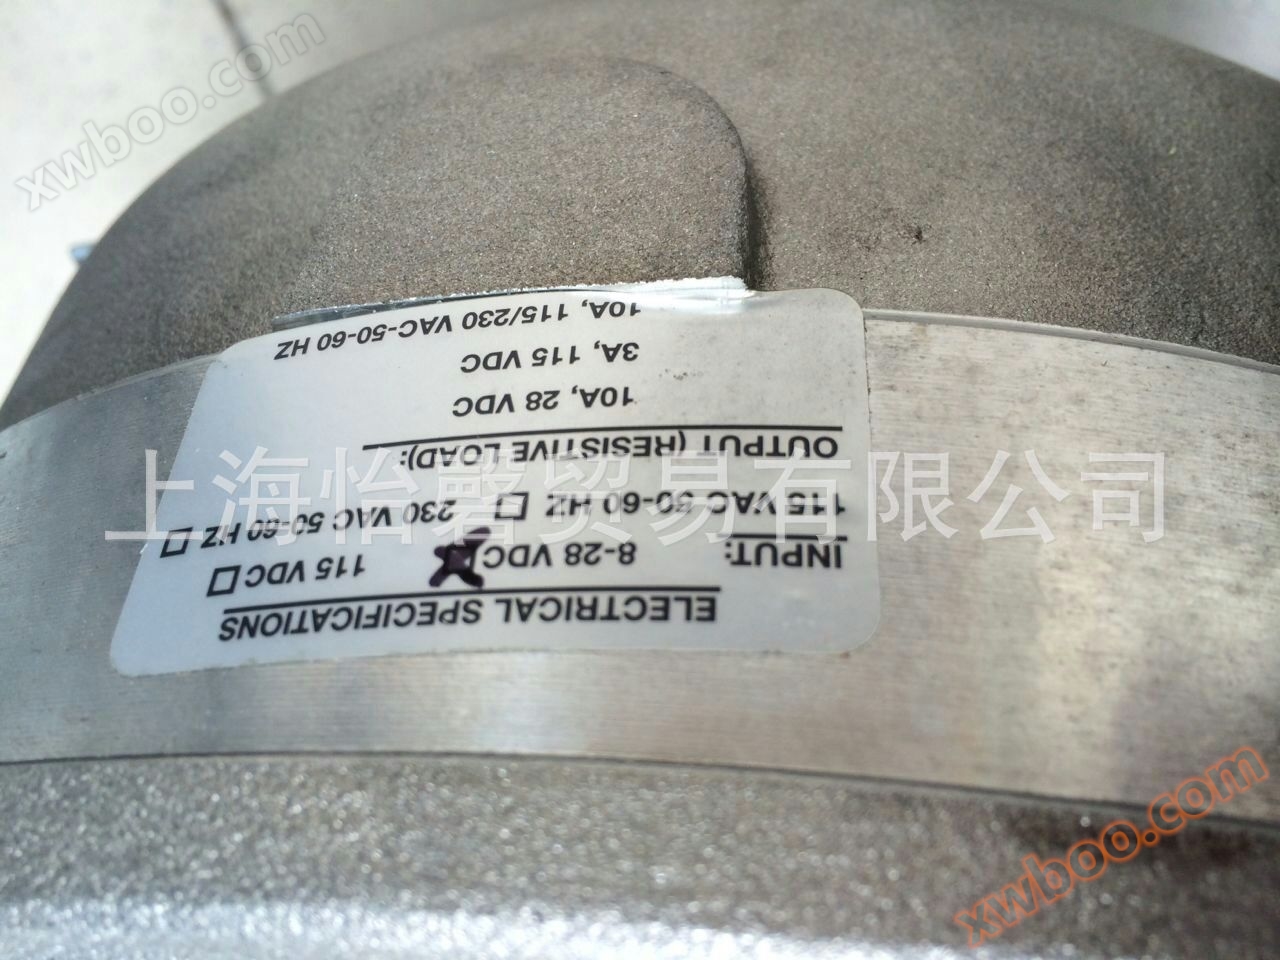 ELECTRICAL SPECIFICATIONS
INPUT: 8-28 VDC 115 VDC
115 VAC 50-60 HZ 230 VAC 50-60 HZ
OUTPUT (RESISTIVE LOAD):
10A, 28 VDC
3A, 115 VDC
10A, 115/230 VAC-50-60 HZ
上海怡馨贸易有限公司
xwboo.com
xwboo.com